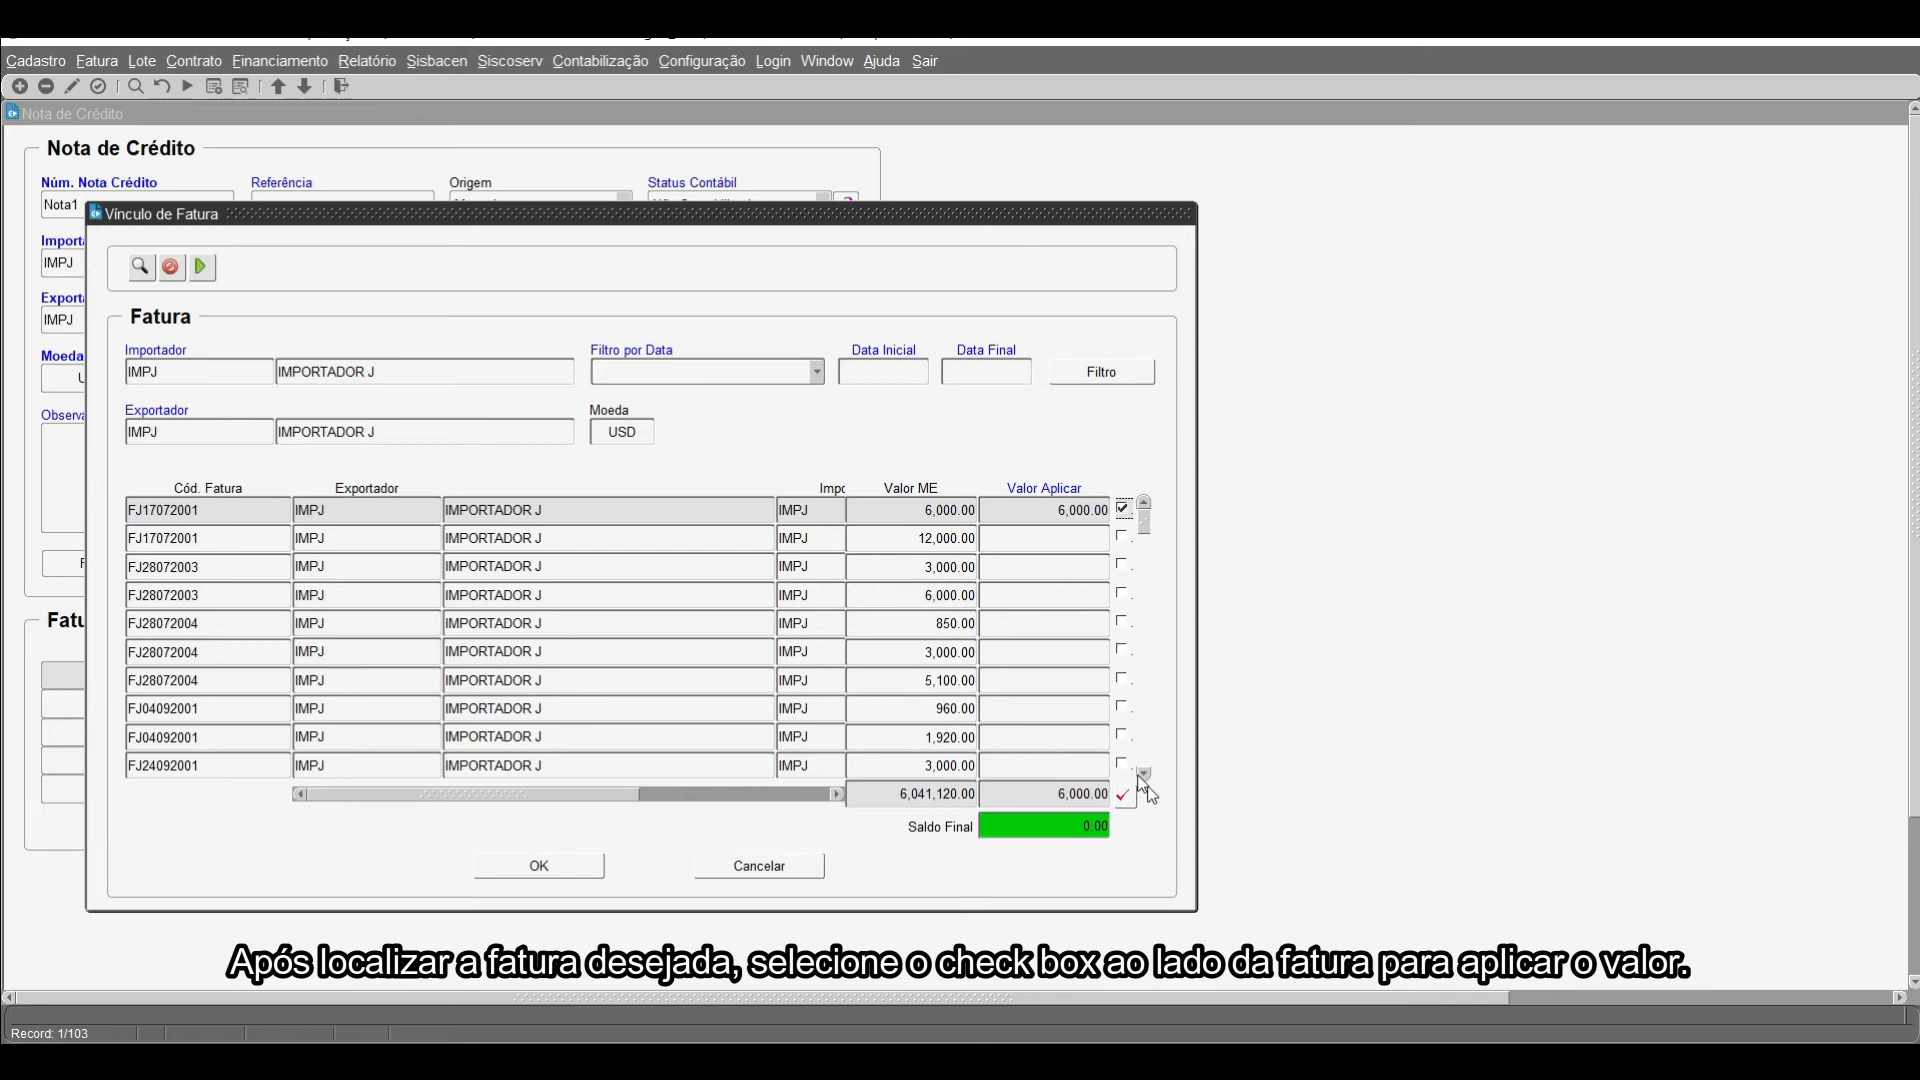 Cadastro Fatura Lote Contrato Financiamento Relatório Sisbacen Siscoserv Contabilização Configuração Login Window Ajuda Sair
Nota de Crédito
Nota de Crédito
Núm. Nota Crédito Referência Origem Status Contábil
Nota1
Vínculo de Fatura
Import
IMPJ
Export
IMPJ
Moeda
U
Observa
F
Fatu
Fatura
Importador Filtro por Data Data Inicial Data Final
IMPJ IMPORTADOR J Filtro
Exportador Moeda
IMPJ IMPORTADOR J USD
Cód. Fatura Exportador Impo Valor ME Valor Aplicar
FJ17072001 IMPJ IMPORTADOR J IMPJ 6,000.00 6,000.00
FJ17072001 IMPJ IMPORTADOR J IMPJ 12,000.00
FJ28072003 IMPJ IMPORTADOR J IMPJ 3,000.00
FJ28072003 IMPJ IMPORTADOR J IMPJ 6,000.00
FJ28072004 IMPJ IMPORTADOR J IMPJ 850.00
FJ28072004 IMPJ IMPORTADOR J IMPJ 3,000.00
FJ28072004 IMPJ IMPORTADOR J IMPJ 5,100.00
FJ04092001 IMPJ IMPORTADOR J IMPJ 960.00
FJ04092001 IMPJ IMPORTADOR J IMPJ 1,920.00
FJ24092001 IMPJ IMPORTADOR J IMPJ 3,000.00
6,041,120.00 6,000.00
Saldo Final 0.00
OK Cancelar
Após localizar a fatura desejada, selecione o check box ao lado da fatura para aplicar o valor.
Record: 1/103